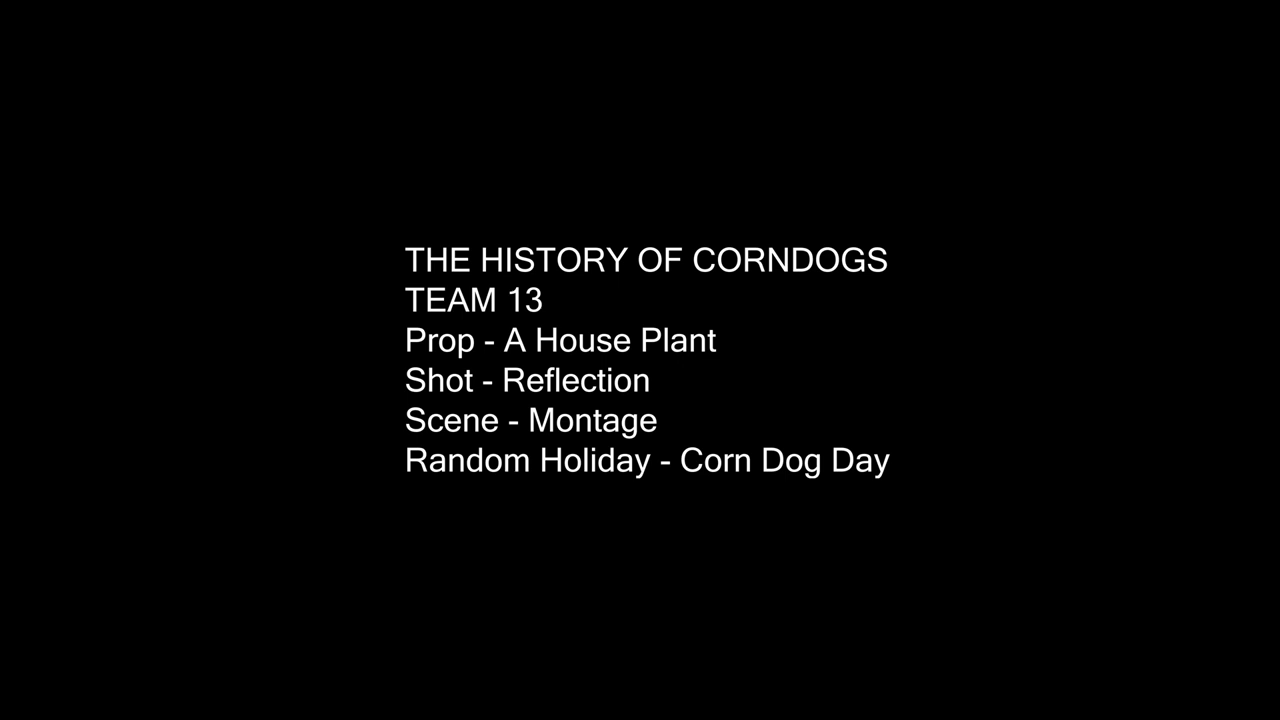 THE HISTORY OF CORNDOGS
TEAM 13
Prop - A House Plant
Shot - Reflection
Scene - Montage
Random Holiday - Corn Dog Day